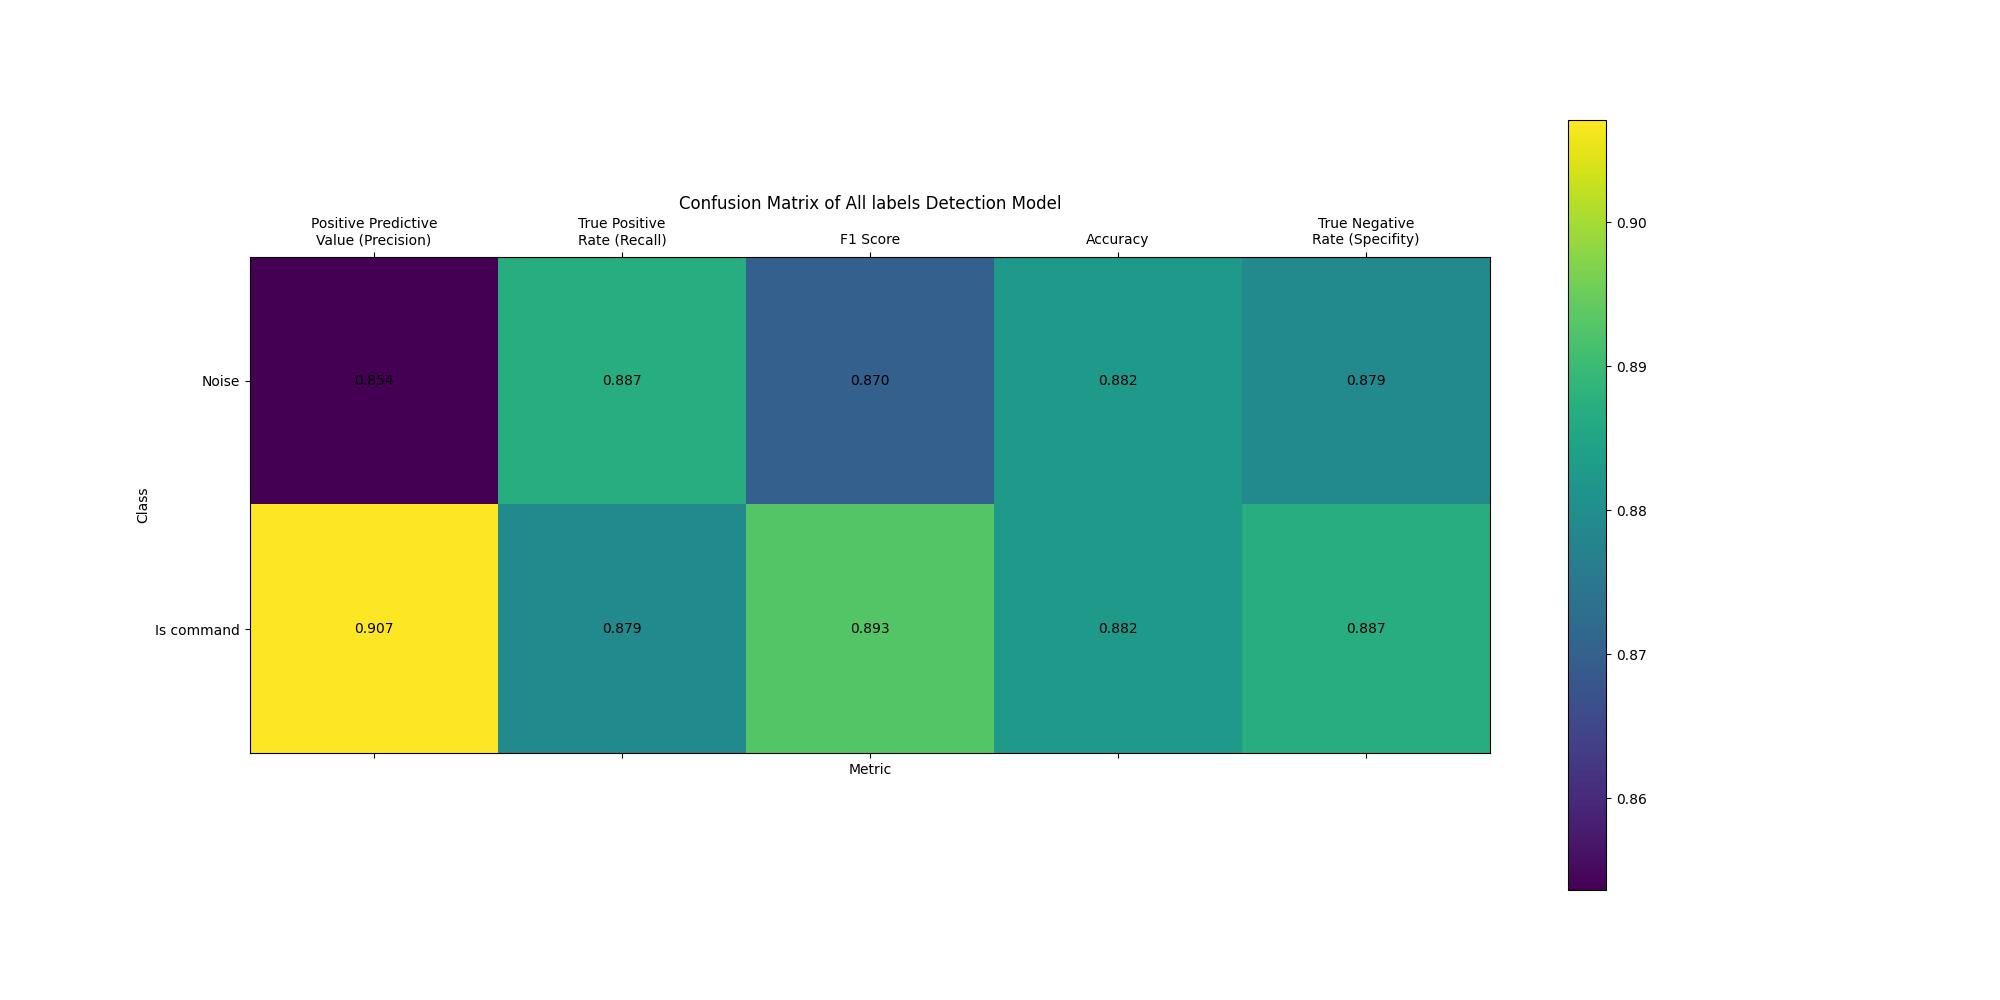 Confusion Matrix of All labels Detection Model
Positive Predictive
Value (Precision)
True Positive
Rate (Recall)
F1 Score
Accuracy
True Negative
Rate (Specifity)
Class
Noise
0.854
0.887
0.870
0.882
0.879
Is command
0.907
0.879
0.893
0.882
0.887
Metric
0.90
0.89
0.88
0.87
0.86